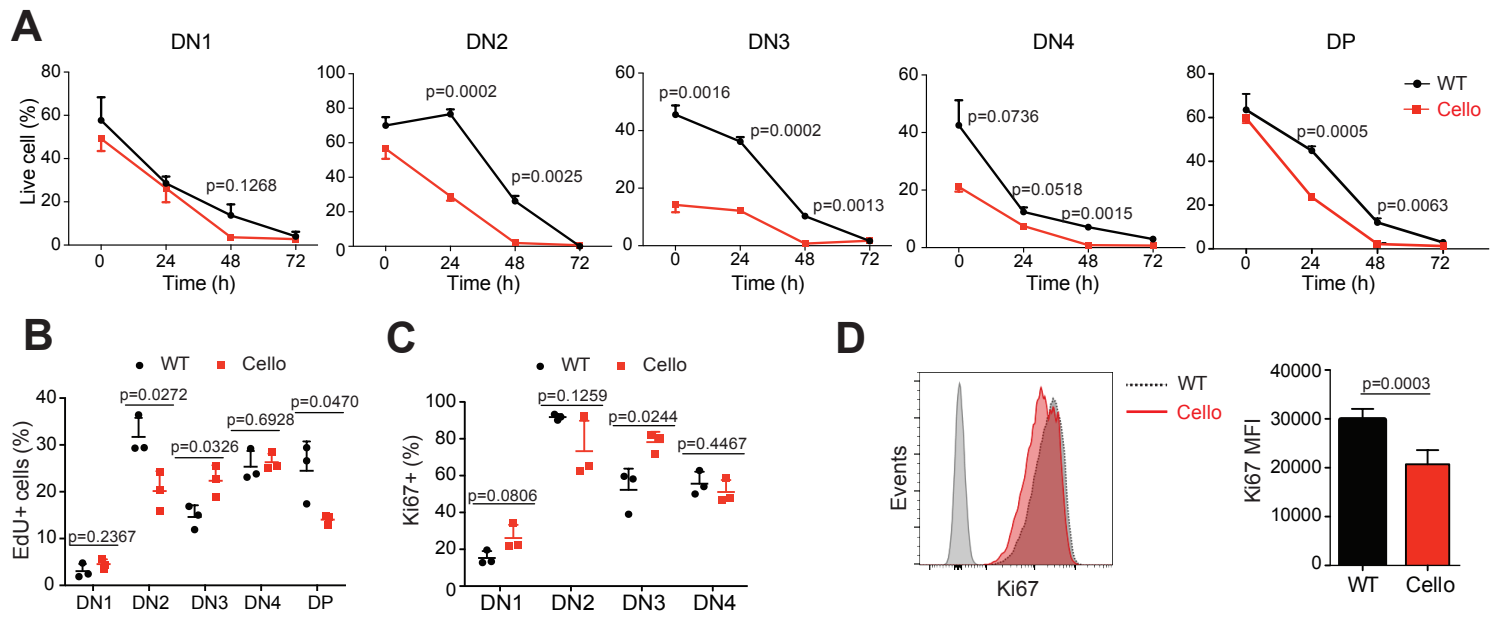 A
DN1
DN2
DN3
DN4
DP
Live cell (%)
80
60
40
20
0
0 24 48 72
Time (h)
p=0.1268
100
80
60
40
20
0
0 24 48 72
Time (h)
p=0.0002
p=0.0025
60
40
20
0
0 24 48 72
Time (h)
p=0.0016
p=0.0002
p=0.0013
60
40
20
0
0 24 48 72
Time (h)
p=0.0736
p=0.0518
p=0.0015
80
60
40
20
0
0 24 48 72
Time (h)
p=0.0005
p=0.0063
WT
Cello
B
WT Cello
EdU+ cells (%)
40
30
20
10
0
p=0.2367
p=0.0272
p=0.0326
p=0.6928
p=0.0470
DN1 DN2 DN3 DN4 DP
C
WT Cello
Ki67+ (%)
100
80
60
40
20
0
p=0.0806
p=0.1259
p=0.0244
p=0.4467
DN1 DN2 DN3 DN4
D
Events
Ki67
WT
Cello
Ki67 MFI
40000
30000
20000
10000
0
p=0.0003
WT Cello